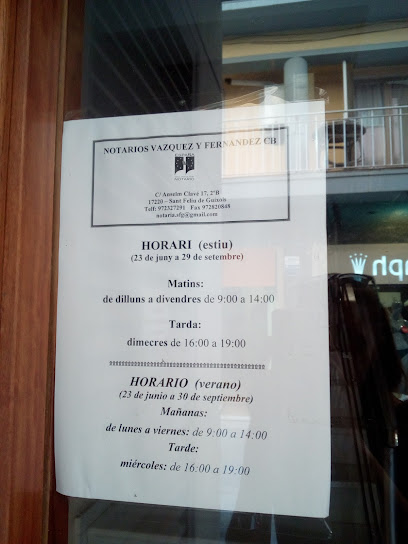 NOTARIOS VAZQUEZ Y FERNANDEZ CB
NOTARIO
C/ Anselm Clavé 17, 2ºB
17220 – Sant Feliu de Guixols
Telf: 972327291 Fax 972820848
notaria.sfg@gmail.com
HORARI (estiu)
(23 de juny a 29 de setembre)
Matins:
de dilluns a divendres de 9:00 a 14:00
Tarda:
dimecres de 16:00 a 19:00
HORARIO (verano)
(23 de junio a 30 de septiembre)
Mañanas:
de lunes a viernes: de 9:00 a 14:00
Tarde:
miércoles: de 16:00 a 19:00